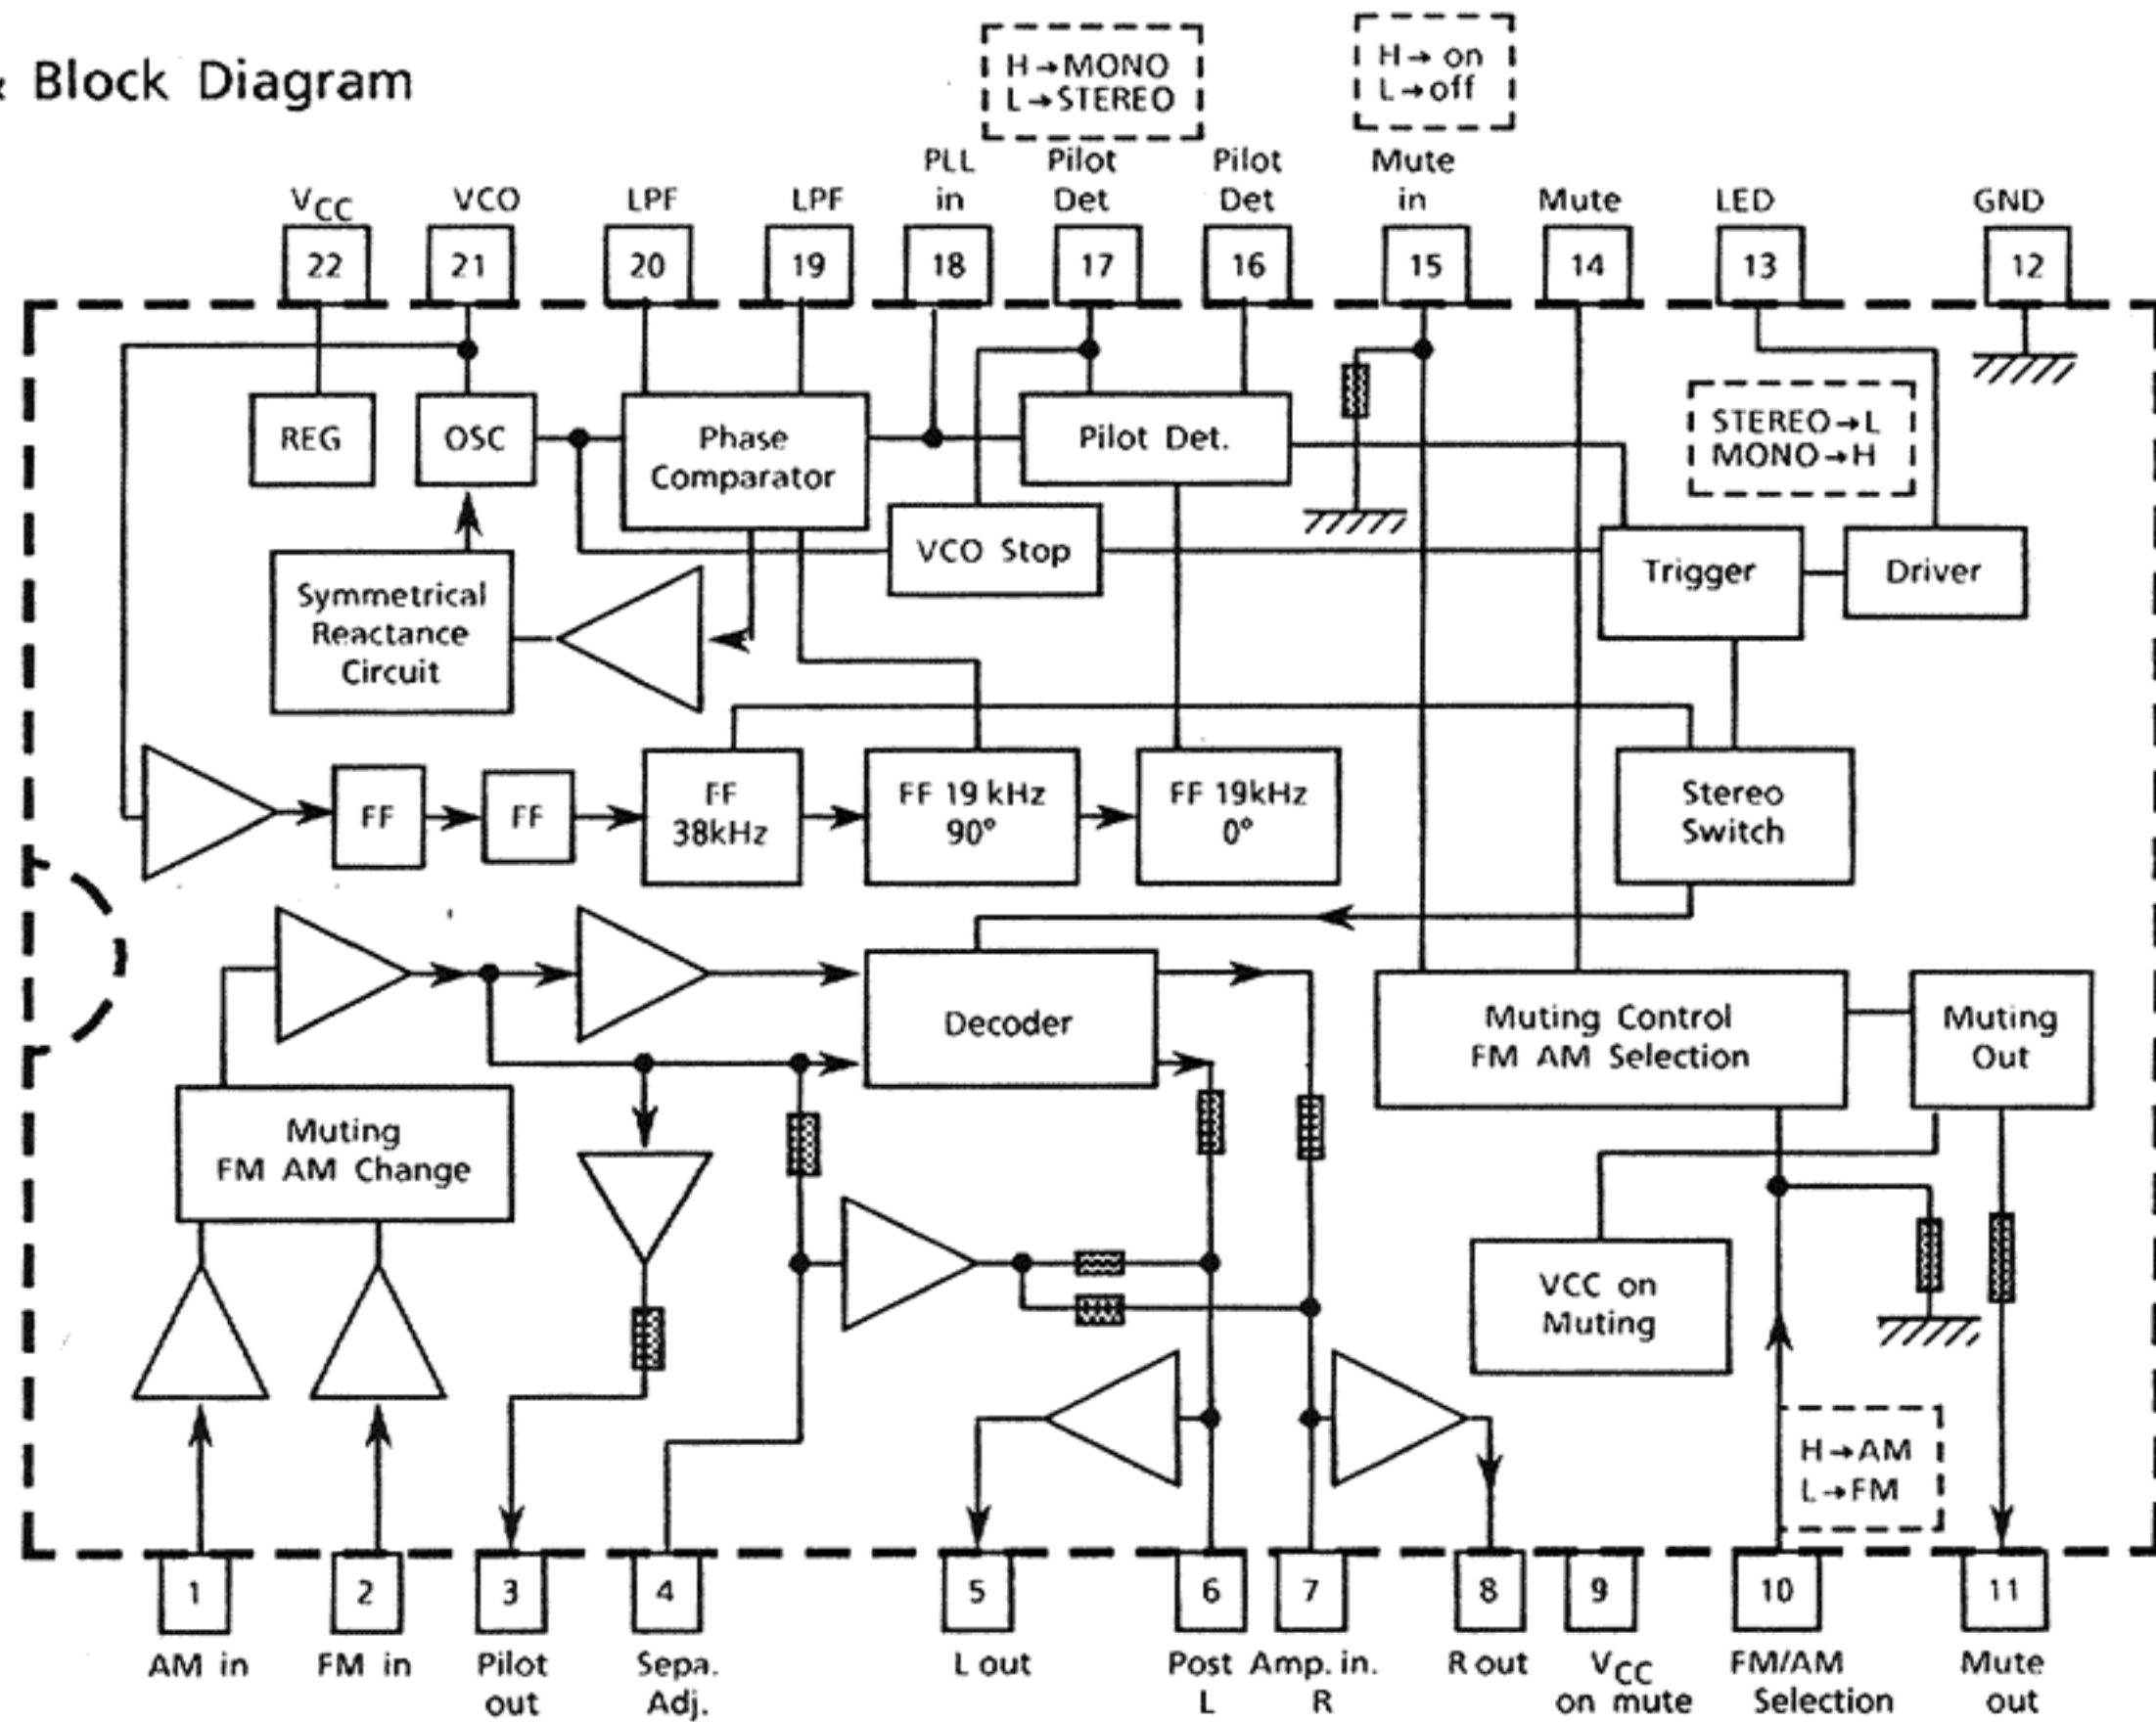 & Block Diagram
H→MONO
L→STEREO
H→ on
L→off
VCC
VCO
LPF
LPF
PLL
in
Pilot
Det
Pilot
Det
Mute
in
Mute
LED
GND
22
21
20
19
18
17
16
15
14
13
12
REG
OSC
Phase
Comparator
Pilot Det.
STEREO→L
MONO→H
VCO Stop
Trigger
Driver
Symmetrical
Reactance
Circuit
FF
FF
FF
38kHz
FF 19 kHz
90°
FF 19kHz
0°
Stereo
Switch
Decoder
Muting Control
FM AM Selection
Muting
Out
Muting
FM AM Change
VCC on
Muting
H→AM
L→FM
1
2
3
4
5
6
7
8
9
10
11
AM in
FM in
Pilot
out
Sepa.
Adj.
L out
Post Amp. in.
L R
R out
VCC
on mute
FM/AM
Selection
Mute
out